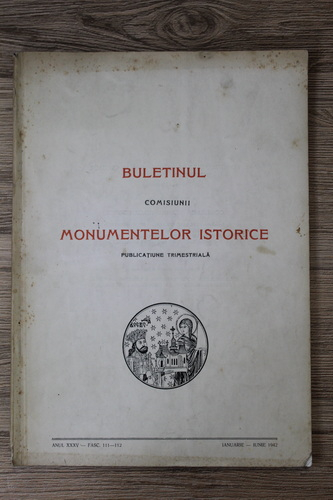 BULETINUL
COMISIUNII
MONUMENTELOR ISTORICE
PUBLICAȚIUNE TRIMESTRIALĂ
ANUL XXXV — FASC. 111—112
IANUARIE — IUNIE 1942